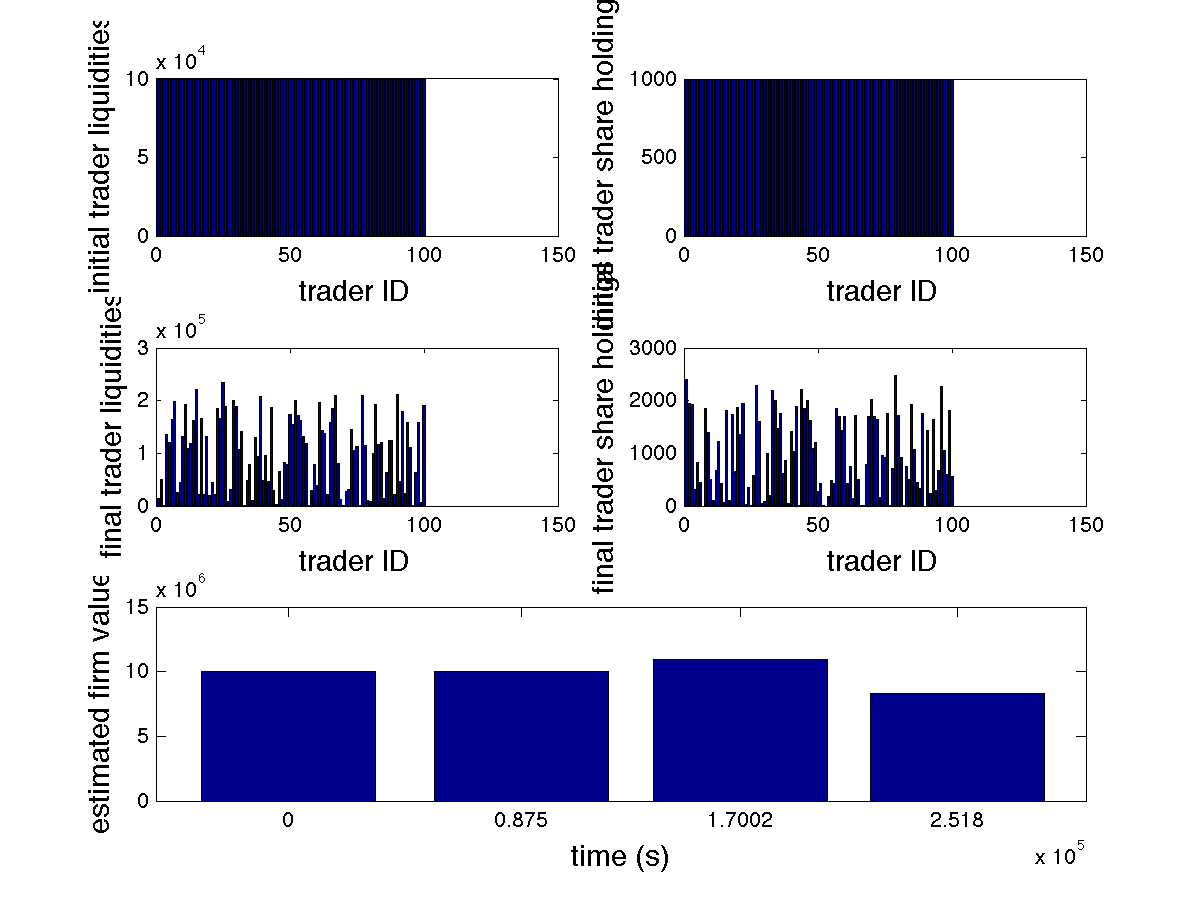 initial trader liquidities
x 10^4
10
5
0
0 50 100 150
trader ID
trader share holding
1000
500
0
0 50 100 150
trader ID
final trader liquidities
x 10^5
3
2
1
0
0 50 100 150
trader ID
final trader share holdings
3000
2000
1000
0
0 50 100 150
trader ID
estimated firm value
x 10^6
15
10
5
0
0 0.875 1.7002 2.518
time (s)
x 10^5